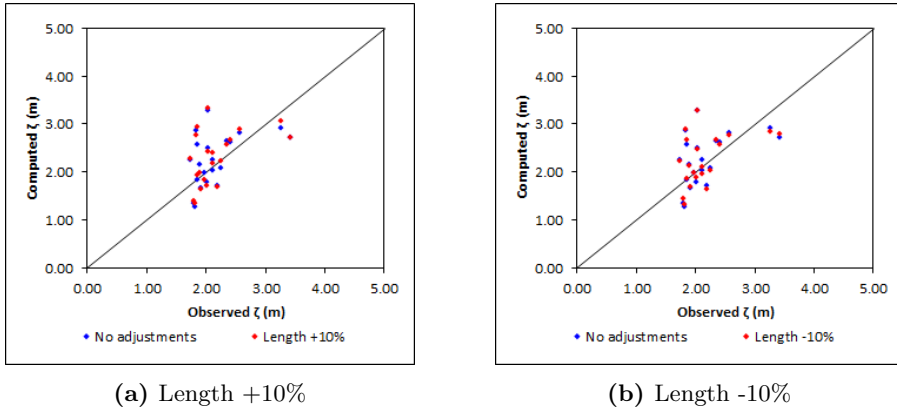 5.00
4.00
3.00
2.00
1.00
0.00
Computed ζ (m)
0.00 1.00 2.00 3.00 4.00 5.00
Observed ζ (m)
No adjustments Length +10%
(a) Length +10%
5.00
4.00
3.00
2.00
1.00
0.00
Computed ζ (m)
0.00 1.00 2.00 3.00 4.00 5.00
Observed ζ (m)
No adjustments Length -10%
(b) Length -10%